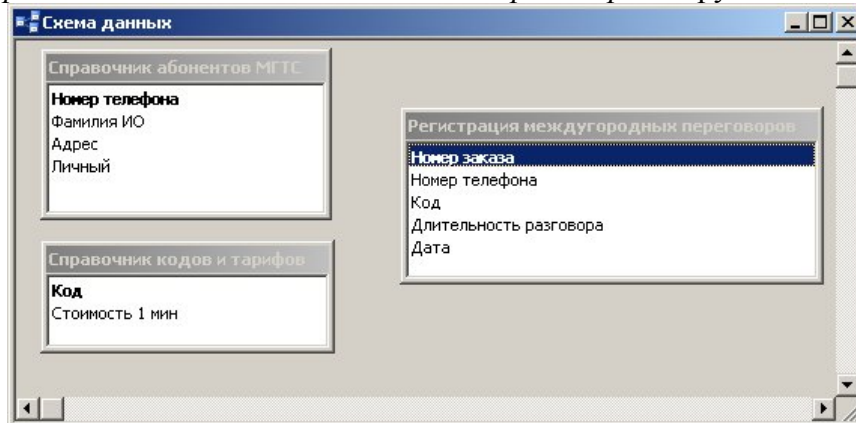 Схема данных
Справочник абонентов МГТС
Номер телефона
Фамилия ИО
Адрес
Личный
Справочник кодов и тарифов
Код
Стоимость 1 мин
Регистрация междугородных переговоров
Номер заказа
Номер телефона
Код
Длительность разговора
Дата